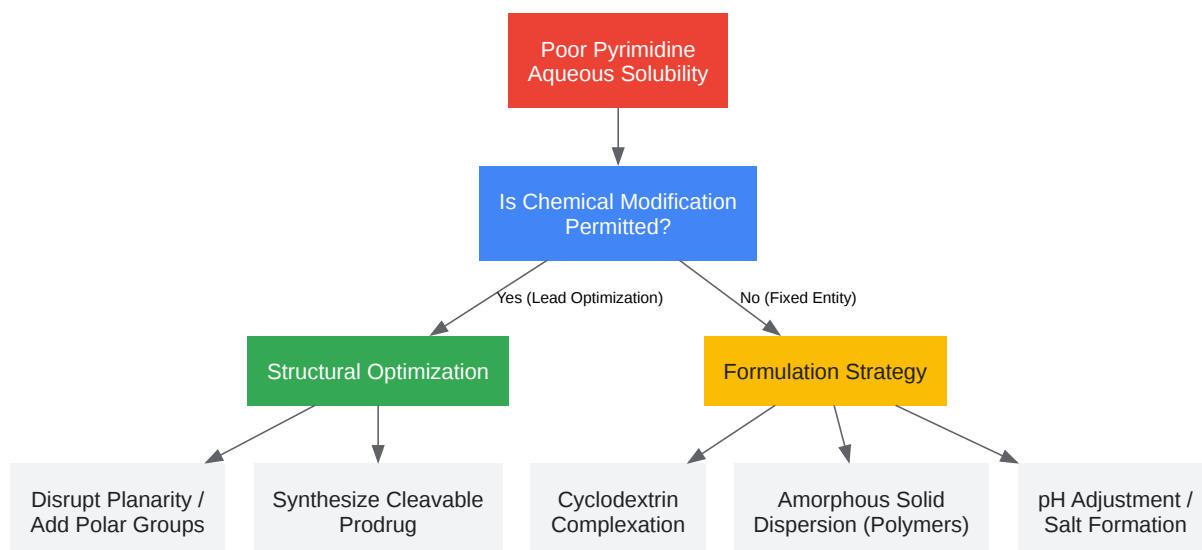 Poor Pyrimidine
Aqueous Solubility
Is Chemical Modification
Permitted?
Yes (Lead Optimization)
No (Fixed Entity)
Structural Optimization
Formulation Strategy
Disrupt Planarity /
Add Polar Groups
Synthesize Cleavable
Prodrug
Cyclodextrin
Complexation
Amorphous Solid
Dispersion (Polymers)
pH Adjustment /
Salt Formation